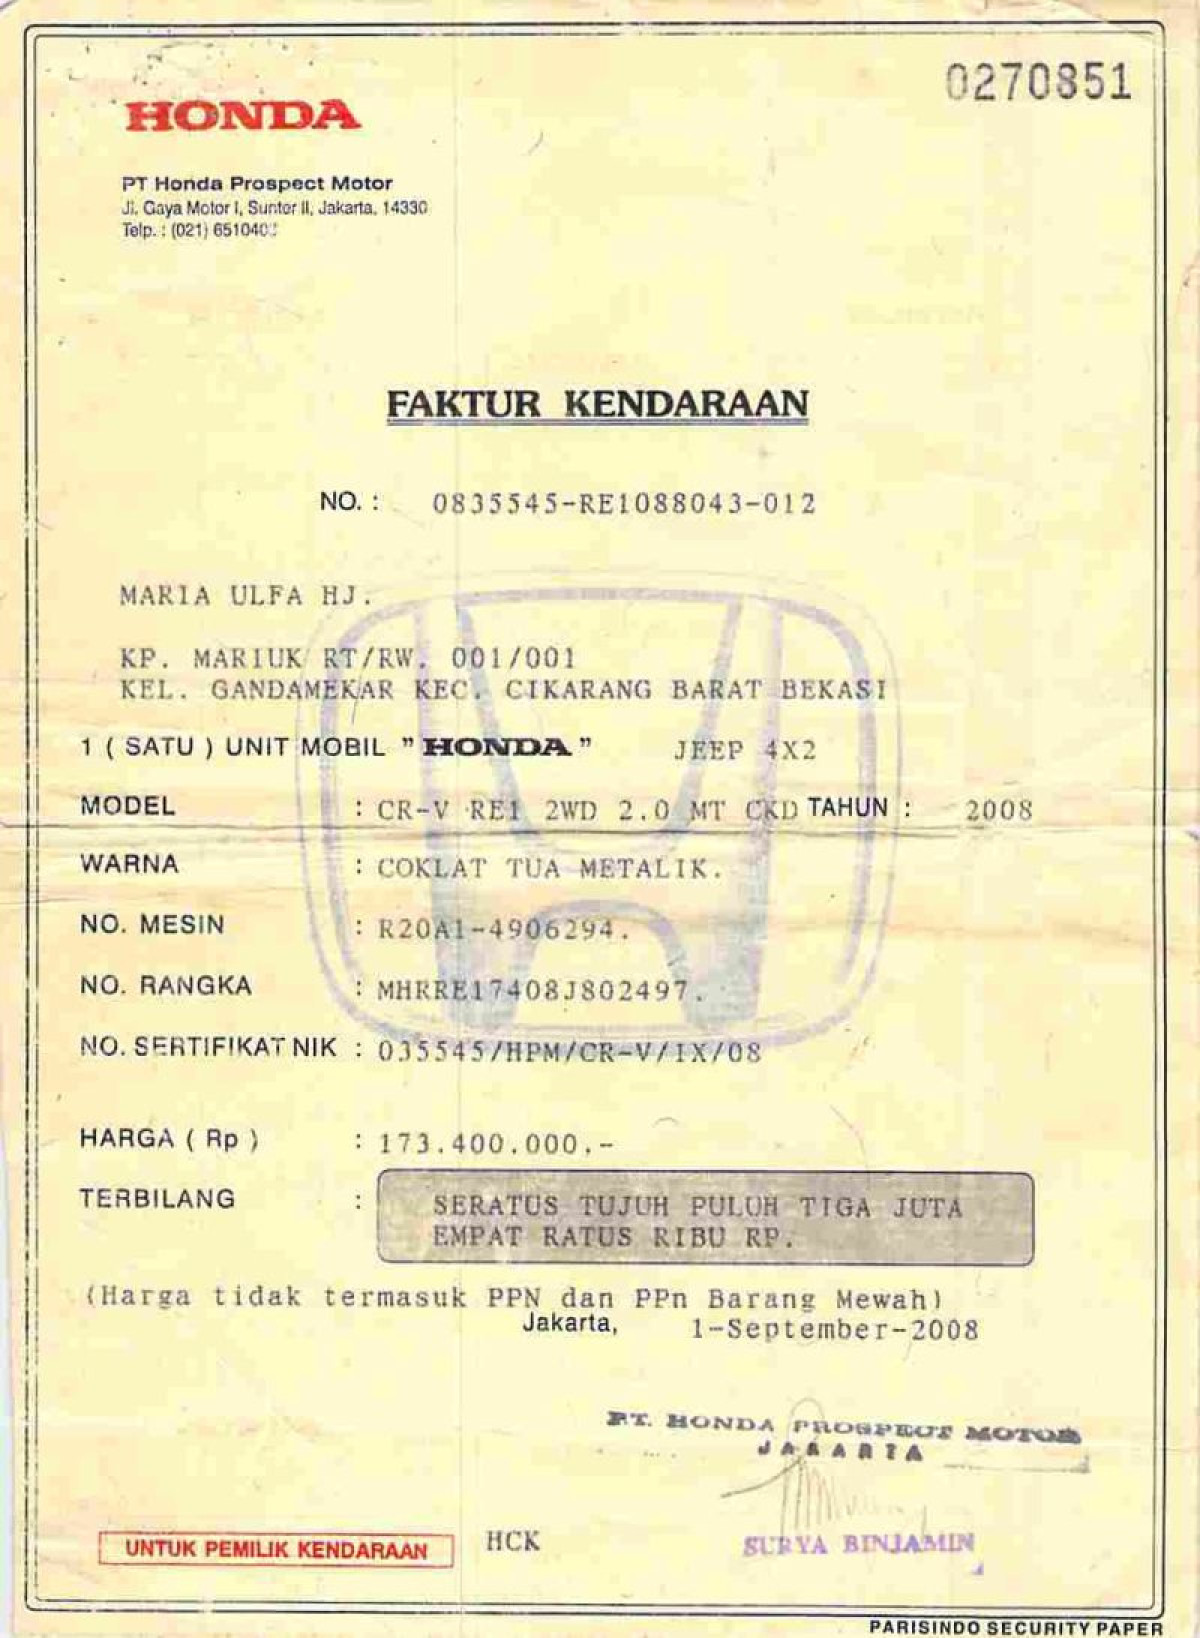 0270851
HONDA
PT Honda Prospect Motor
Jl. Gaya Motor I, Sunter II, Jakarta, 14330
Telp. : (021)
FAKTUR KENDARAAN
NO. : 0835545-RE1088043-012
MARIA ULFA HJ.
KP. MARIUK RT/RW. 001/001
KEL. GANDAMEKAR KEC. CIKARANG BARAT BEKASI
1 ( SATU ) UNIT MOBIL " HONDA " JEEP 4X2
MODEL : CR-V RE1 2WD 2.0 MT CKD TAHUN : 2008
WARNA : COKLAT TUA METALIK.
NO. MESIN : R20A1-4906294.
NO. RANGKA : MHRRE17408J802497.
NO. SERTIFIKAT NIK : 035545/HPM/CR-V/IX/08
HARGA ( Rp ) : 173.400.000,-
TERBILANG : SERATUS TUJUH PULUH TIGA JUTA
EMPAT RATUS RIBU RP.
(Harga tidak termasuk PPN dan PPn Barang Mewah)
Jakarta, 1-September-2008
PT. HONDA PROSPECT MOTOR
JAKARTA
UNTUK PEMILIK KENDARAAN
HCK
SURYA BINJAMIN
PARISINDO SECURITY PAPER